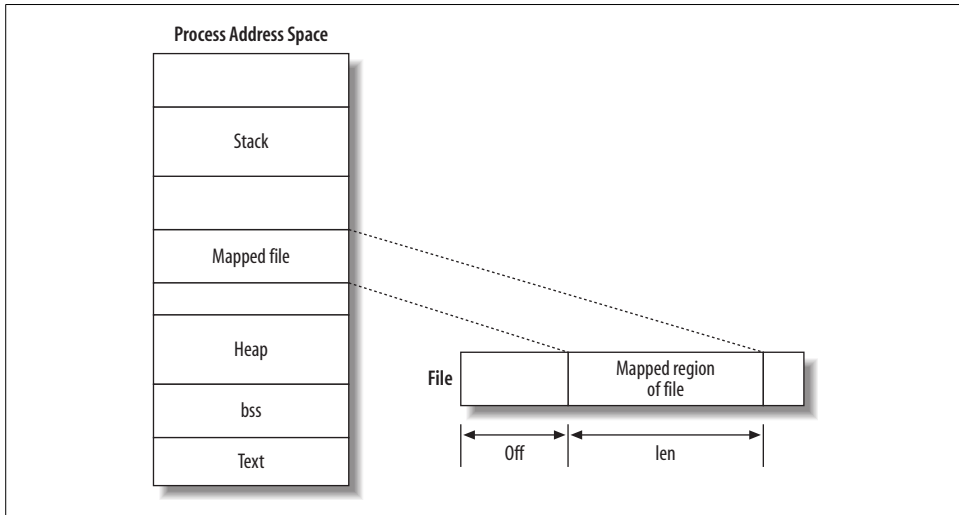 Process Address Space
Stack
Mapped file
Heap
bss
Text
File
Mapped region
of file
Off
len